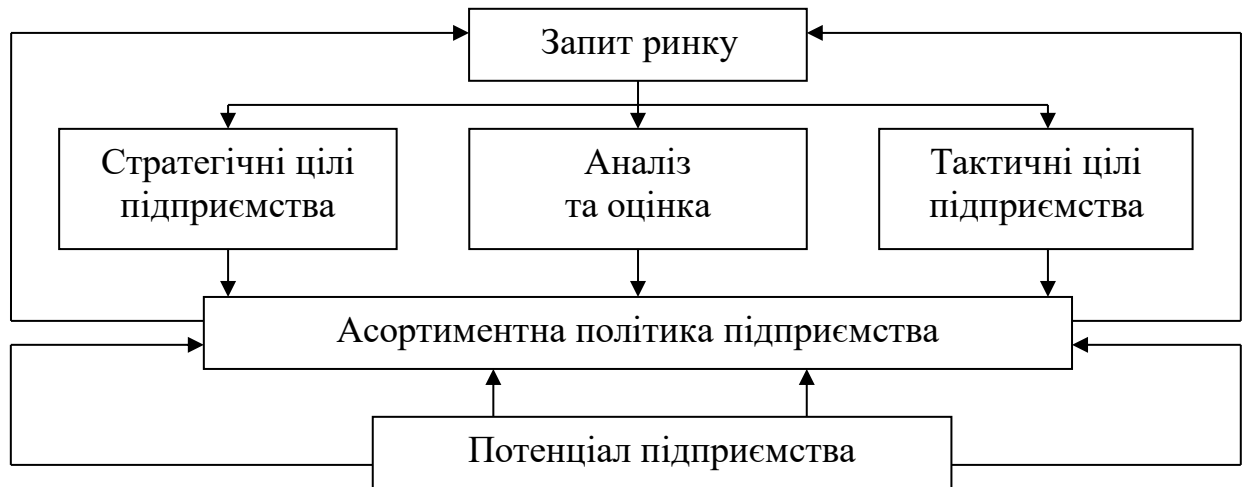 Запит ринку
Стратегічні цілі
підприємства
Аналіз
та оцінка
Тактичні цілі
підприємства
Асортиментна політика підприємства
Потенціал підприємства